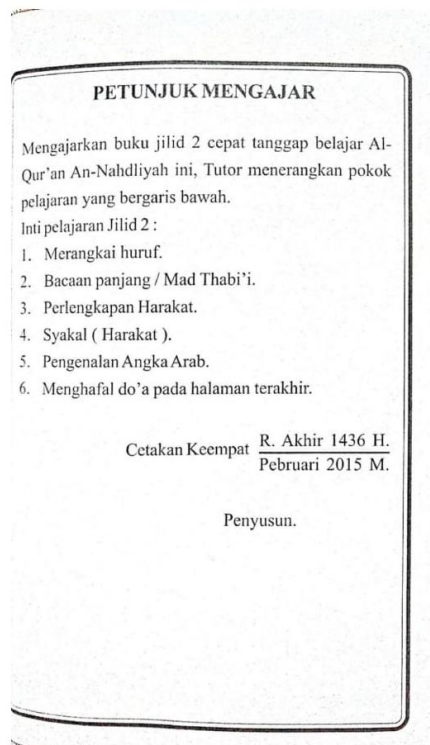 PETUNJUK MENGAJAR
Mengajarkan buku jilid 2 cepat tanggap belajar Al-
Qur'an An-Nahdliyah ini, Tutor menerangkan pokok
pelajaran yang bergaris bawah.
Inti pelajaran Jilid 2 :
1. Merangkai huruf.
2. Bacaan panjang / Mad Thabi'i.
3. Perlengkapan Harakat.
4. Syakal ( Harakat ).
5. Pengenalan Angka Arab.
6. Menghafal do'a pada halaman terakhir.
Cetakan Keempat R. Akhir 1436 H.
Pebruari 2015 M.
Penyusun.